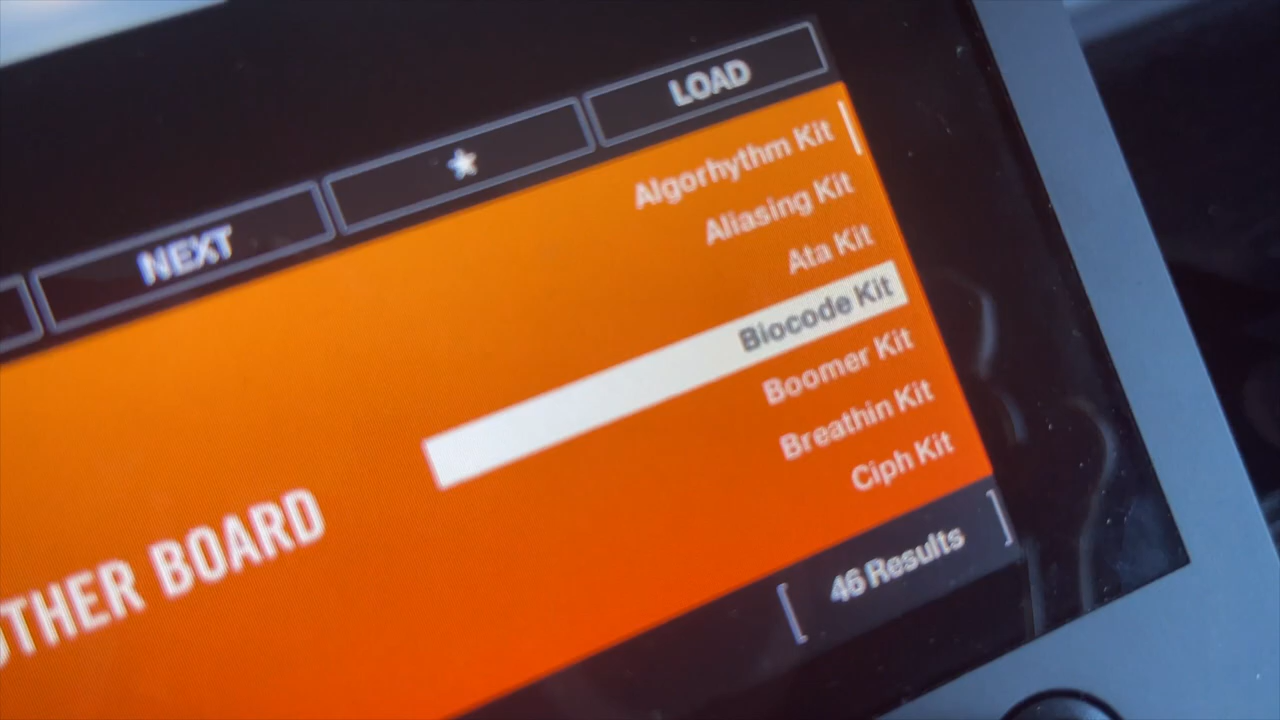 NEXT
★
LOAD
Algorhythm Kit
Aliasing Kit
Ata Kit
Biocode Kit
Boomer Kit
Breathin Kit
Ciph Kit
OTHER BOARD
[ 46 Results ]